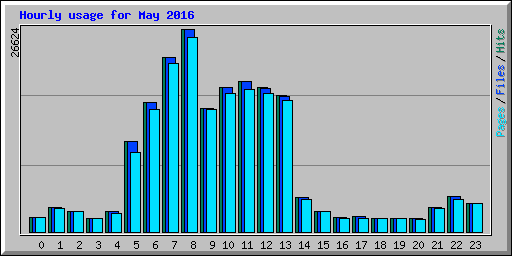 Hourly usage for May 2016
26624
Pages/Files/Hits
0 1 2 3 4 5 6 7 8 9 10 11 12 13 14 15 16 17 18 19 20 21 22 23